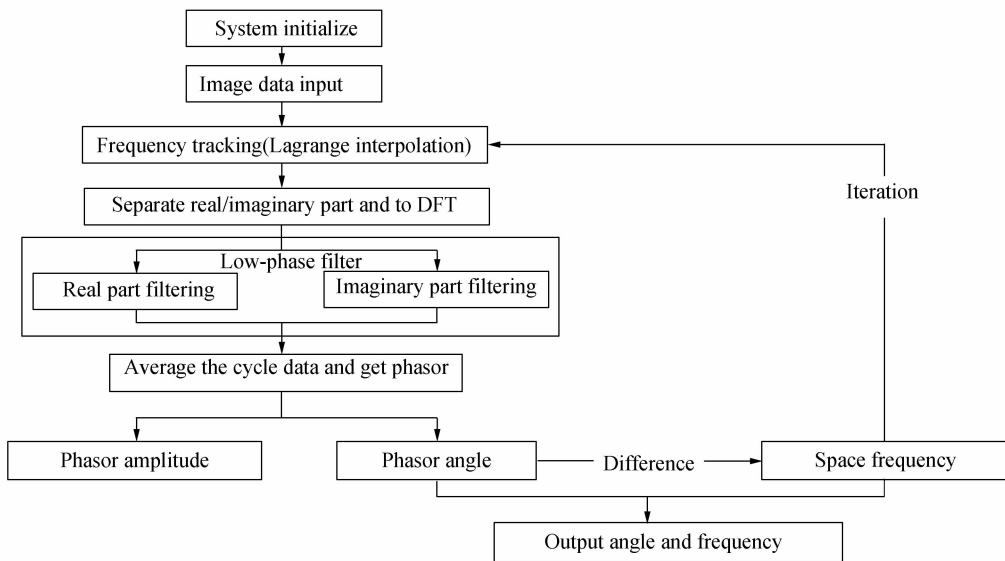 System initialize
Image data input
Frequency tracking(Lagrange interpolation)
Iteration
Separate real/imaginary part and to DFT
Low-phase filter
Real part filtering
Imaginary part filtering
Average the cycle data and get phasor
Phasor amplitude
Phasor angle
Difference
Space frequency
Output angle and frequency